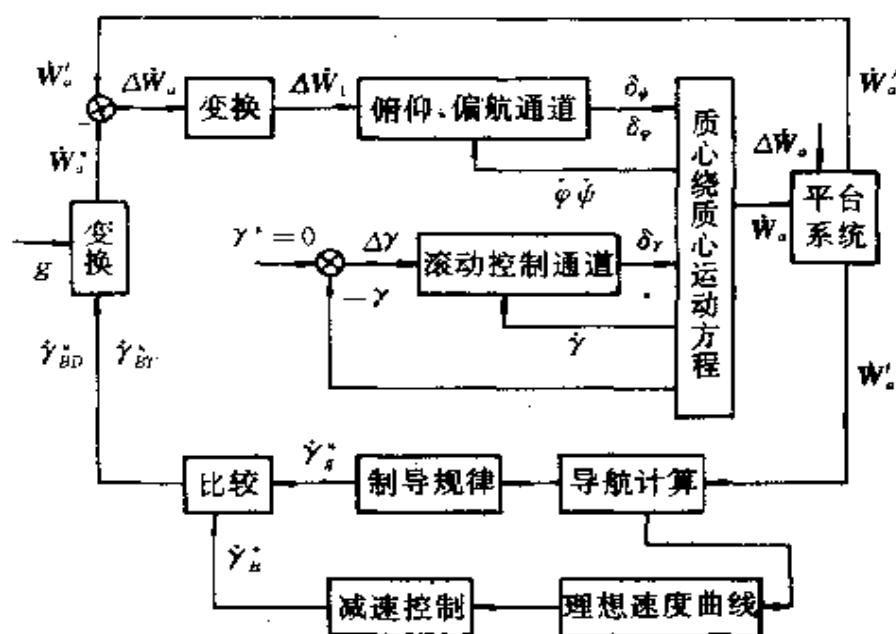 Ẇ'ₐ
ΔẆₐ
变换
ΔẆ₁
俯仰、偏航通道
δ_ψ
δ_φ
φ̇ ψ̇
质心绕质心运动方程
Ẇ'ₐ
ΔẆₐ
Ẇₐ
平台
系统
Ẇ*ₐ
变换
g
γ* = 0
Δγ
滚动控制通道
δ_γ
−γ
γ̇
γ̇*_BD
Ẇ'ₐ
比较
制导规律
导航计算
减速控制
理想速度曲线